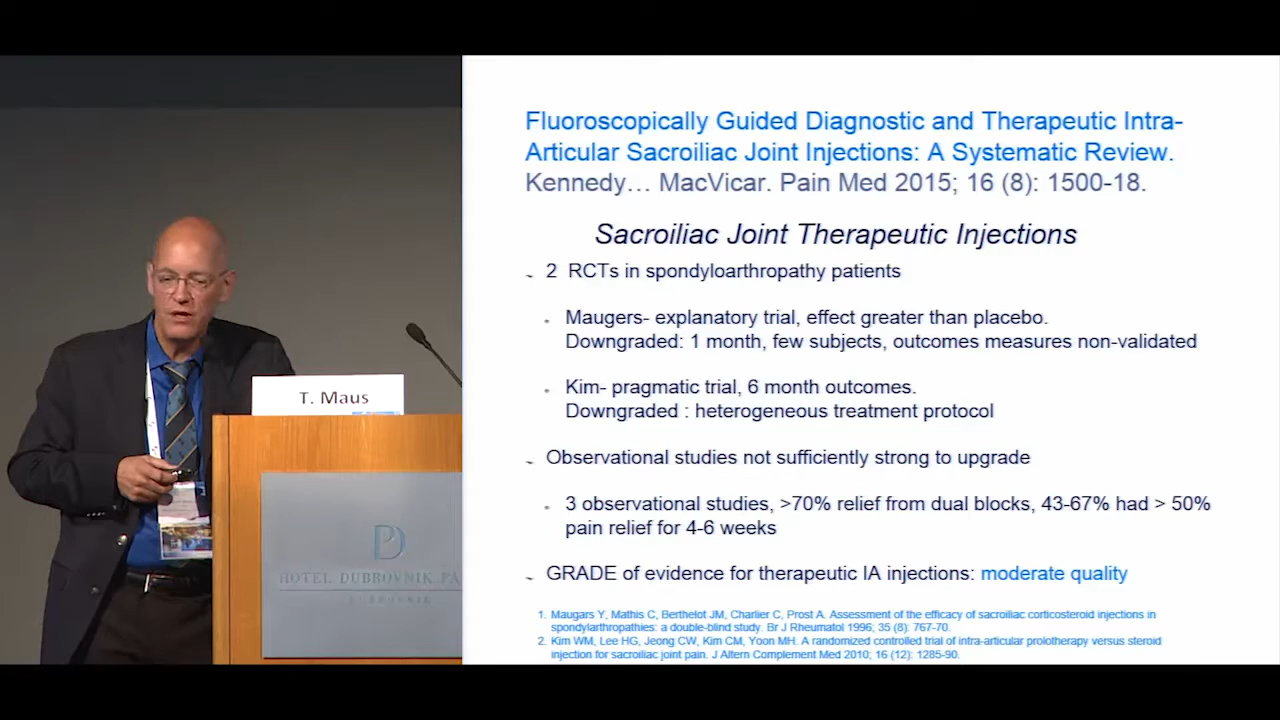 Fluoroscopically Guided Diagnostic and Therapeutic Intra-
Articular Sacroiliac Joint Injections: A Systematic Review.
Kennedy… MacVicar. Pain Med 2015; 16 (8): 1500-18.
Sacroiliac Joint Therapeutic Injections
2 RCTs in spondyloarthropathy patients
Maugers- explanatory trial, effect greater than placebo.
Downgraded: 1 month, few subjects, outcomes measures non-validated
Kim- pragmatic trial, 6 month outcomes.
Downgraded : heterogeneous treatment protocol
Observational studies not sufficiently strong to upgrade
3 observational studies, >70% relief from dual blocks, 43-67% had > 50%
pain relief for 4-6 weeks
GRADE of evidence for therapeutic IA injections: moderate quality
1. Maugars Y, Mathis C, Berthelot JM, Charlier C, Prost A. Assessment of the efficacy of sacroiliac corticosteroid injections in
spondylarthropathies: a double-blind study. Br J Rheumatol 1996; 35 (8): 767-70.
2. Kim WM, Lee HG, Jeong CW, Kim CM, Yoon MH. A randomized controlled trial of intra-articular prolotherapy versus steroid
injection for sacroiliac joint pain. J Altern Complement Med 2010; 16 (12): 1285-90.
T. Maus
HOTEL DUBROVNIK PA
DUBROVNIK